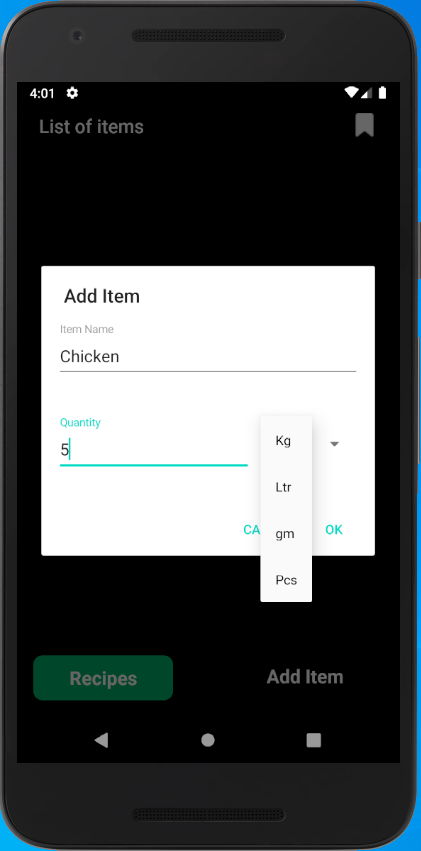 4:01
List of items
Add Item
Item Name
Chicken
Quantity
5
Kg
Ltr
gm
Pcs
CA
OK
Recipes
Add Item